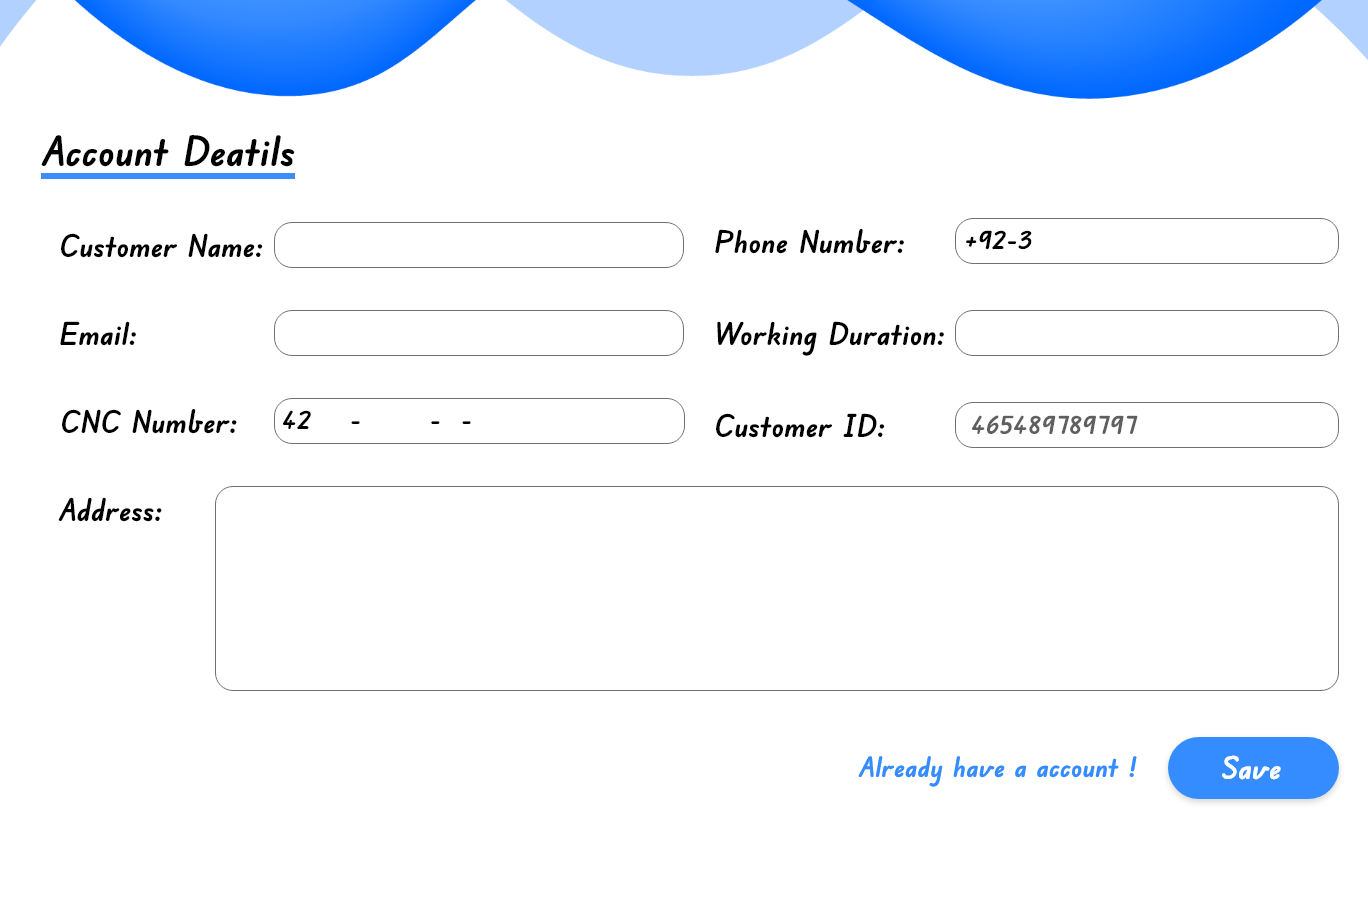 Account Deatils
Customer Name:
Phone Number: +92-3
Email:
Working Duration:
CNC Number: 42 - - -
Customer ID: 465489789797
Address:
Already have a account ! Save